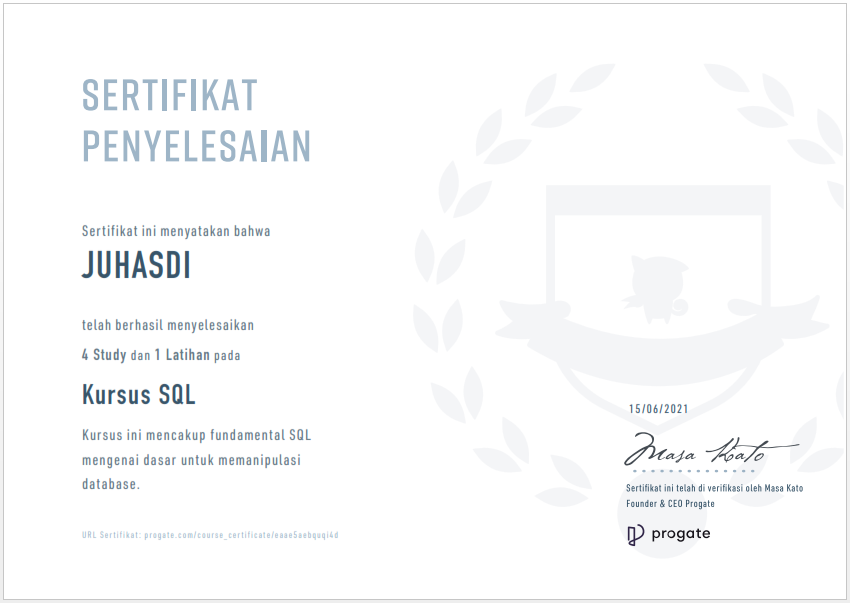 SERTIFIKAT
PENYELESAIAN
Sertifikat ini menyatakan bahwa
JUHASDI
telah berhasil menyelesaikan
4 Study dan 1 Latihan pada
Kursus SQL
Kursus ini mencakup fundamental SQL
mengenai dasar untuk memanipulasi
database.
URL Sertifikat: progate.com/course_certificate/eaae5aebquqi4d
15/06/2021
Masa Kato
Sertifikat ini telah di verifikasi oleh Masa Kato
Founder & CEO Progate
progate